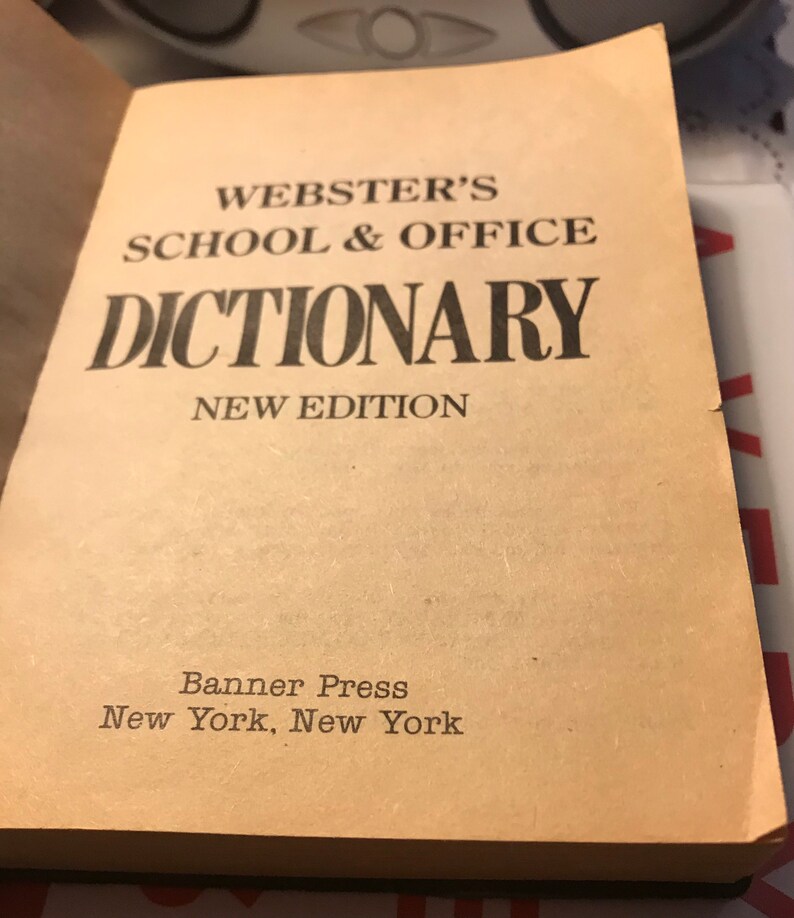 WEBSTER'S
SCHOOL & OFFICE
DICTIONARY
NEW EDITION
Banner Press
New York, New York